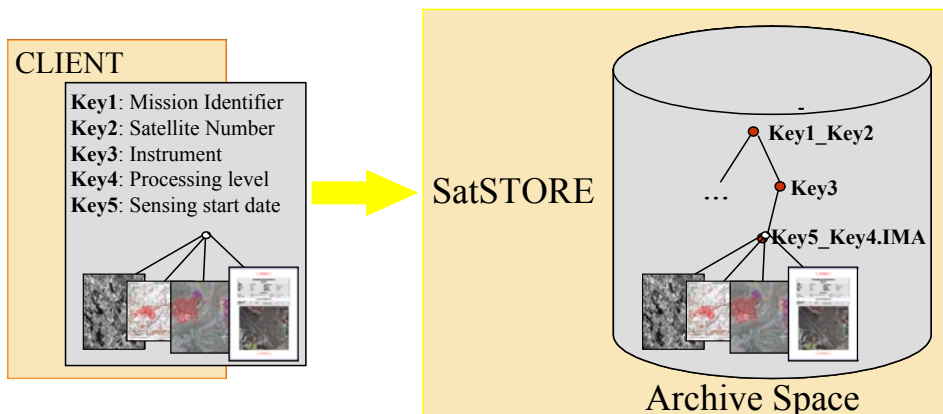 CLIENT
Key1: Mission Identifier
Key2: Satellite Number
Key3: Instrument
Key4: Processing level
Key5: Sensing start date
SatSTORE
-
Key1_Key2
...
Key3
Key5_Key4.IMA
Archive Space